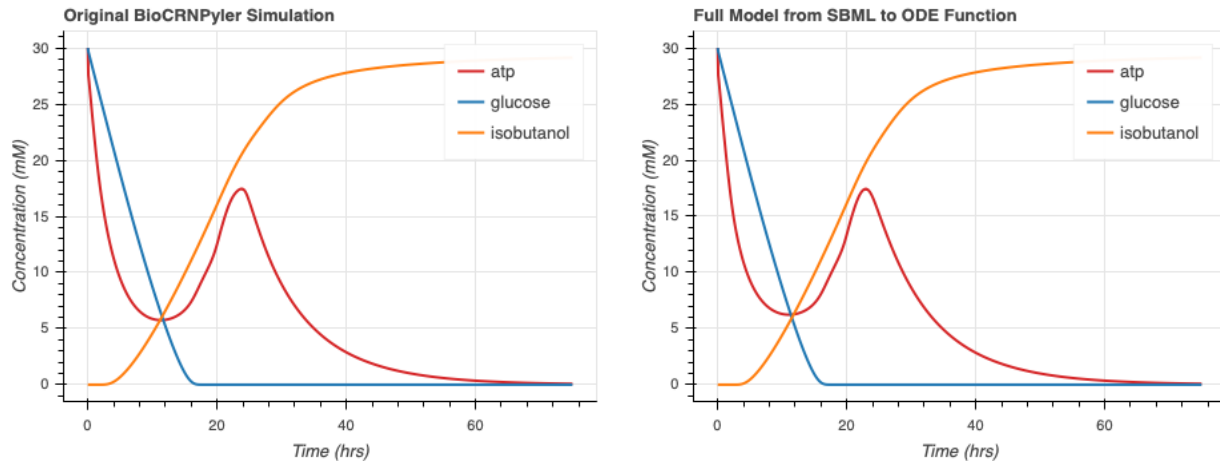 Original BioCRNPyler Simulation
Concentration (mM)
30
25
20
15
10
5
0
atp
glucose
isobutanol
0
20
40
60
Time (hrs)
Full Model from SBML to ODE Function
Concentration (mM)
30
25
20
15
10
5
0
atp
glucose
isobutanol
0
20
40
60
Time (hrs)